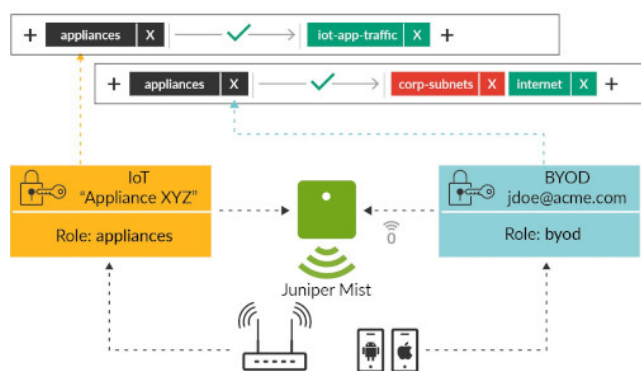 + appliances X iot-app-traffic X +
+ appliances X corp-subnets X internet X +
IoT
“Appliance XYZ”
Role: appliances
BYOD
jdoe@acme.com
Role: byod
0
Juniper Mist